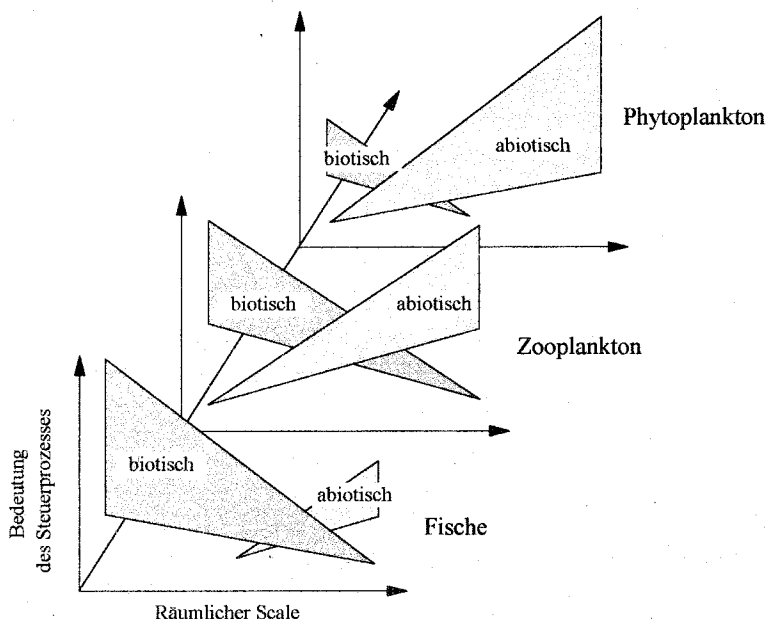 Phytoplankton
abiotisch
biotisch
biotisch
abiotisch
Zooplankton
Bedeutung
des Steuerprozesses
biotisch
abiotisch
Fische
Räumlicher Scale